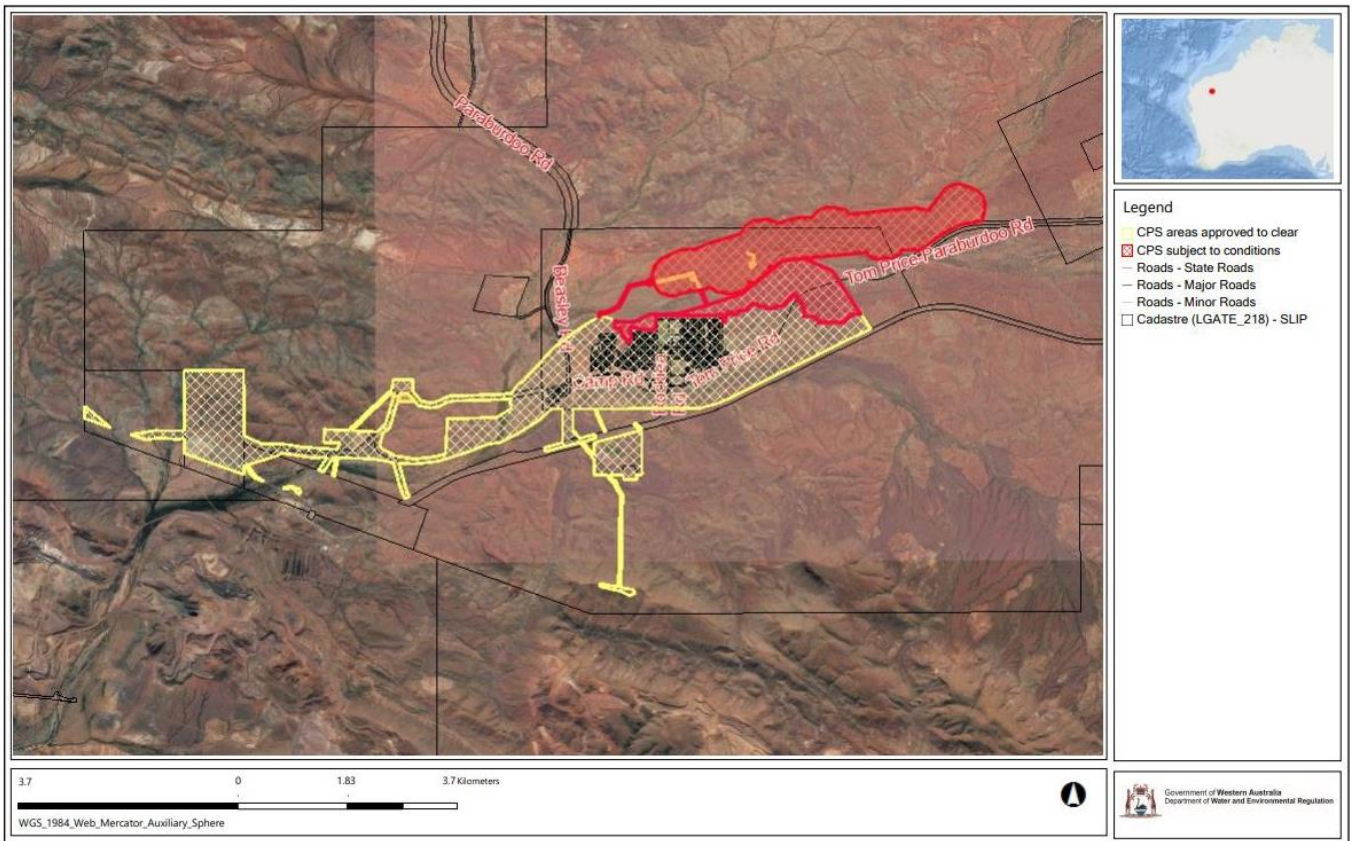 Paraburdoo Rd
Beasley Rd
Tom Price-Paraburdoo Rd
Camp Rd
Tom Price Rd
Rd
Legend
CPS areas approved to clear
CPS subject to conditions
Roads - State Roads
Roads - Major Roads
Roads - Minor Roads
Cadastre (LGATE_218) - SLIP
3.7 0 1.83 3.7 Kilometers
WGS_1984_Web_Mercator_Auxiliary_Sphere
Government of Western Australia
Department of Water and Environmental Regulation